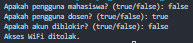 Apakah pengguna mahasiswa? (true/false): false
Apakah pengguna dosen? (true/false): true
Apakah akun diblokir? (true/false): false
Akses WiFi ditolak.